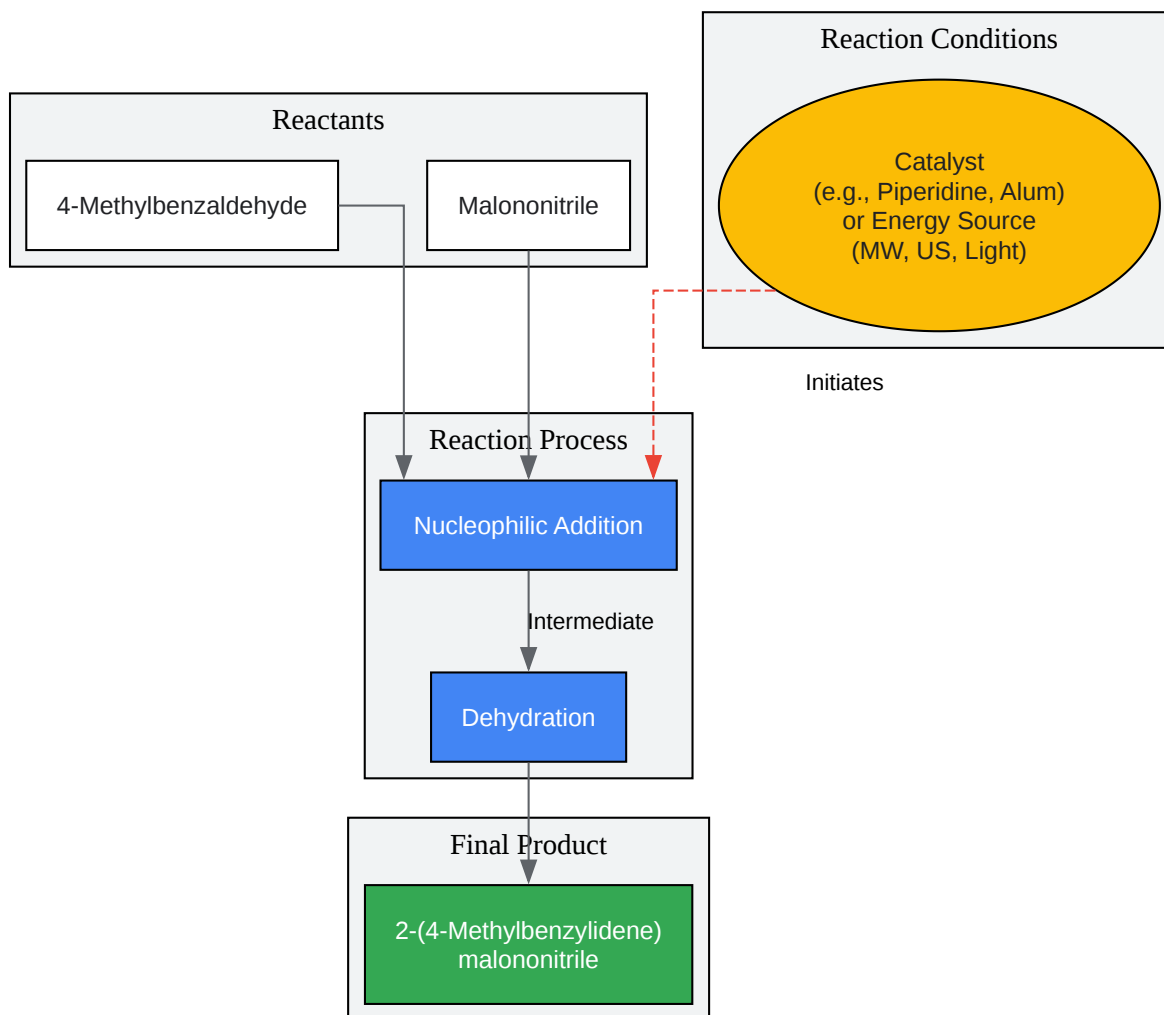 Reaction Conditions
Catalyst
(e.g., Piperidine, Alum)
or Energy Source
(MW, US, Light)
Reactants
4-Methylbenzaldehyde
Malononitrile
Initiates
Reaction Process
Nucleophilic Addition
Intermediate
Dehydration
Final Product
2-(4-Methylbenzylidene)
malononitrile